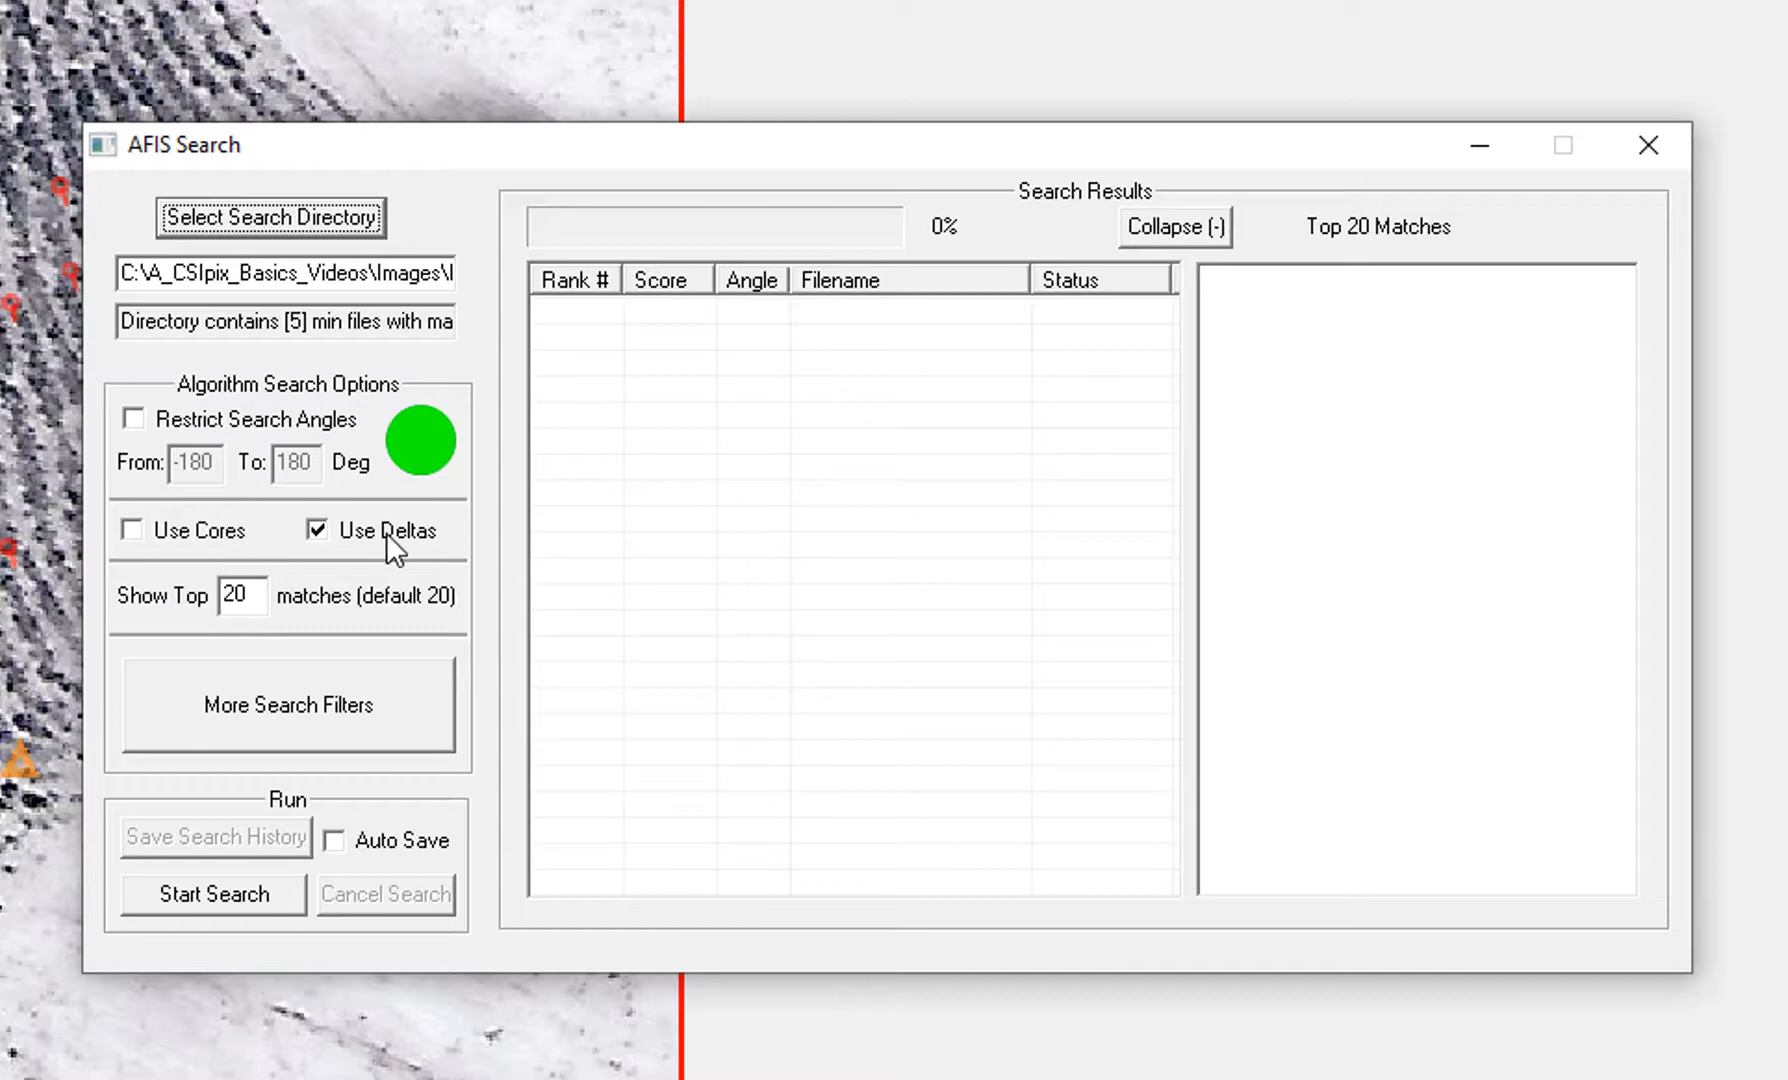 AFIS Search
Select Search Directory
C:\A_CSIpix_Basics_Videos\Images\
Directory contains [5] min files with ma
Algorithm Search Options
Restrict Search Angles
From: -180 To: 180 Deg
Use Cores Use Deltas
Show Top 20 matches (default 20)
More Search Filters
Run
Save Search History Auto Save
Start Search Cancel Search
Search Results
0% Collapse (-) Top 20 Matches
Rank # Score Angle Filename Status